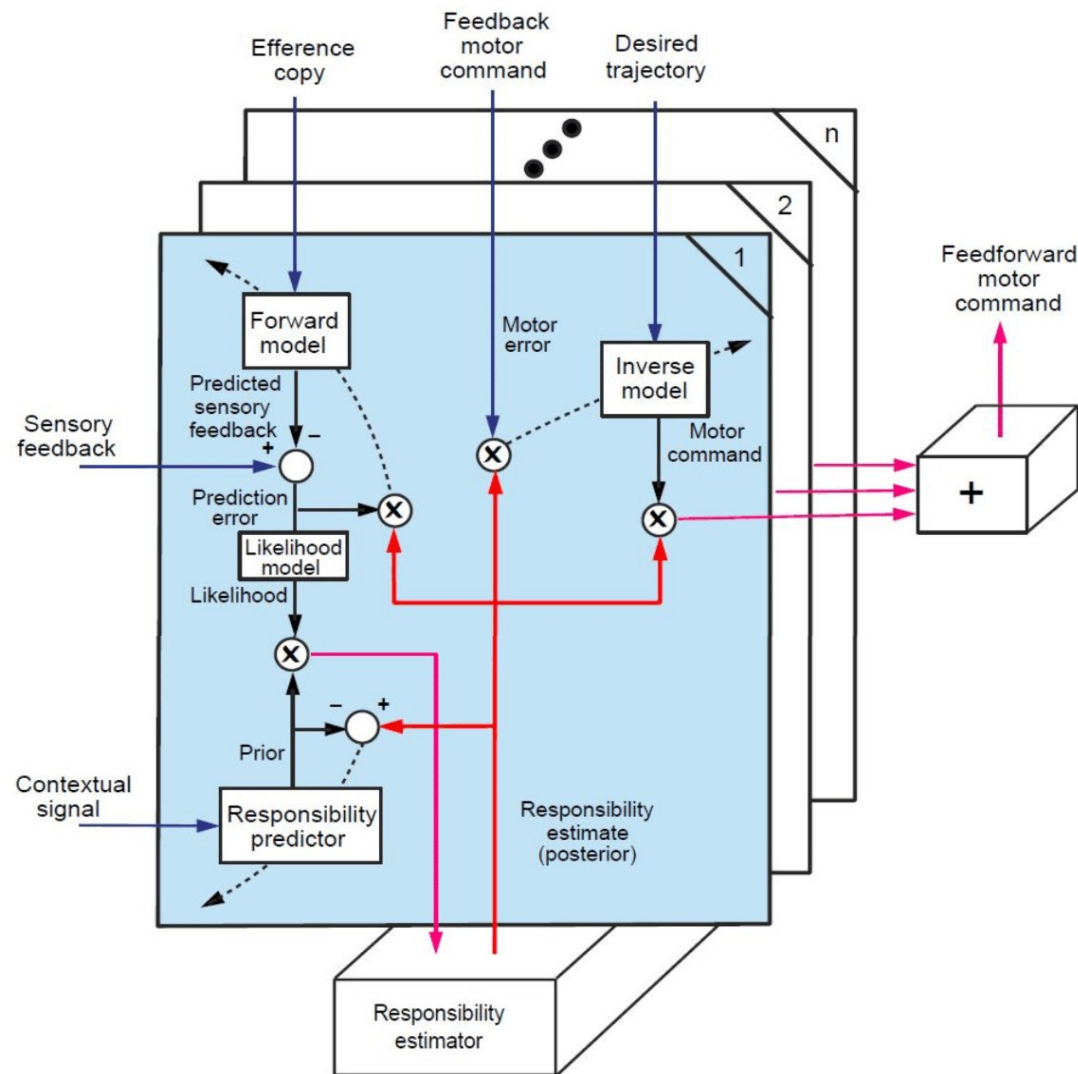 Efference
copy
Feedback
motor
command
Desired
trajectory
n
2
1
Feedforward
motor
command
Forward
model
Motor
error
Inverse
model
Predicted
sensory
feedback
Sensory
feedback
+
−
x
Motor
command
Prediction
error
x
x
+
Likelihood
model
Likelihood
x
−
+
Prior
Contextual
signal
Responsibility
predictor
Responsibility
estimate
(posterior)
Responsibility
estimator